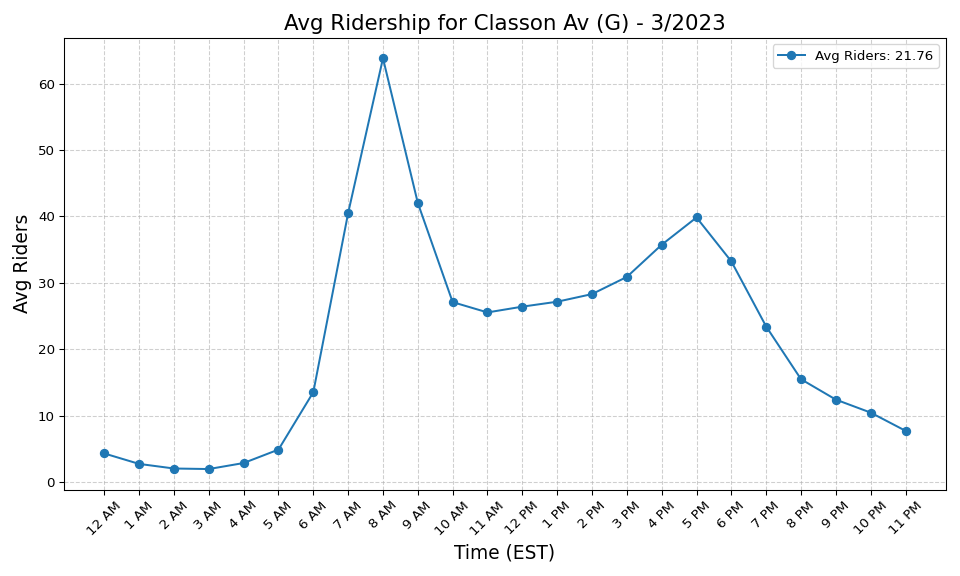 Avg Ridership for Classon Av (G) - 3/2023
Avg Riders: 21.76
Avg Riders
60
50
40
30
20
10
0
12 AM 1 AM 2 AM 3 AM 4 AM 5 AM 6 AM 7 AM 8 AM 9 AM 10 AM 11 AM 12 PM 1 PM 2 PM 3 PM 4 PM 5 PM 6 PM 7 PM 8 PM 9 PM 10 PM 11 PM
Time (EST)